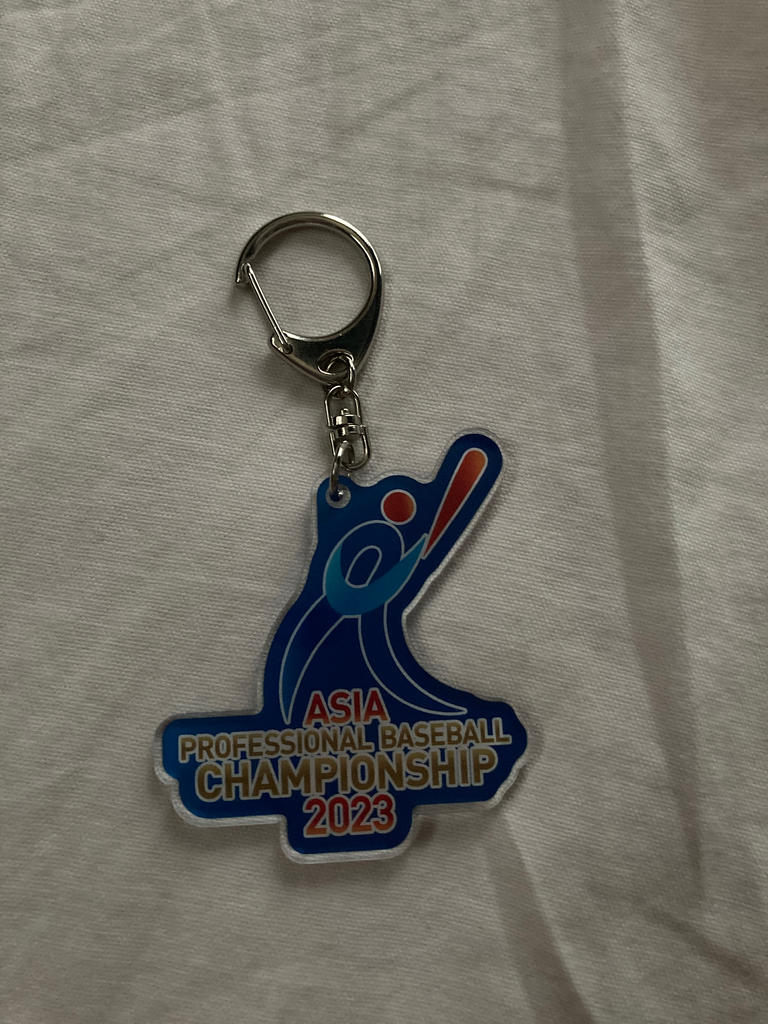 ASIA
PROFESSIONAL BASEBALL
CHAMPIONSHIP
2023